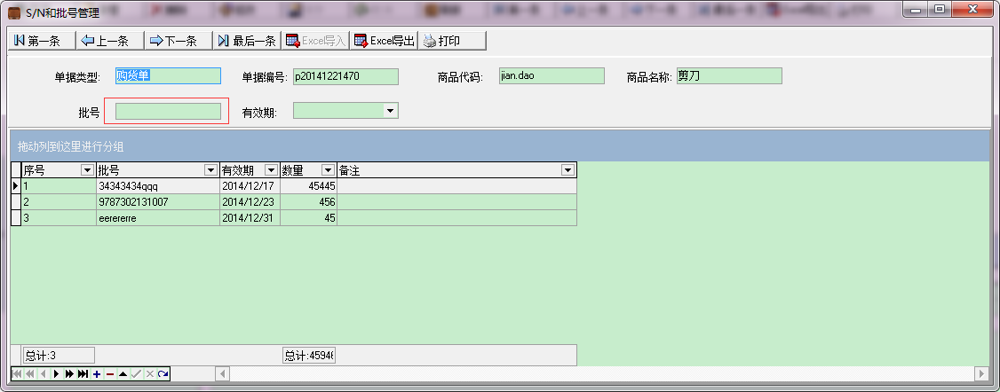 S/N和批号管理
第一条 上一条 下一条 最后一条 Excel导入 Excel导出 打印
单据类型: 购货单 单据编号: p20141221470 商品代码: jian.dao 商品名称: 剪刀
批号 有效期:
拖动列到这里进行分组
序号 批号 有效期 数量 备注
1 34343434qqq 2014/12/17 45445
2 9787302131007 2014/12/23 456
3 eerererre 2014/12/31 45
总计:3 总计:45946